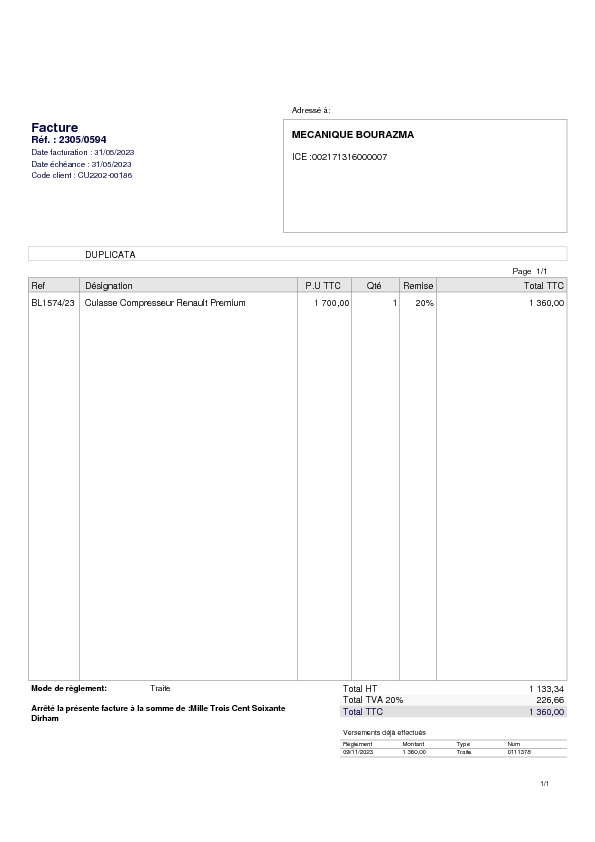 Adressé à:
Facture
Réf. : 2305/0594
Date facturation : 31/05/2023
Date échéance : 31/05/2023
Code client : CU2202-00186
MECANIQUE BOURAZMA
ICE :002171316000007
DUPLICATA
Page 1/1
Ref Désignation P.U TTC Qté Remise Total TTC
BL1574/23 Culasse Compresseur Renault Premium 1 700,00 1 20% 1 360,00
Mode de règlement: Traite
Arrêté la présente facture à la somme de :Mille Trois Cent Soixante
Dirham
Total HT 1 133,34
Total TVA 20% 226,66
Total TTC 1 360,00
Versements déjà effectués
Règlement Montant Type Num
09/11/2023 1 360,00 Traite 0111378
1/1